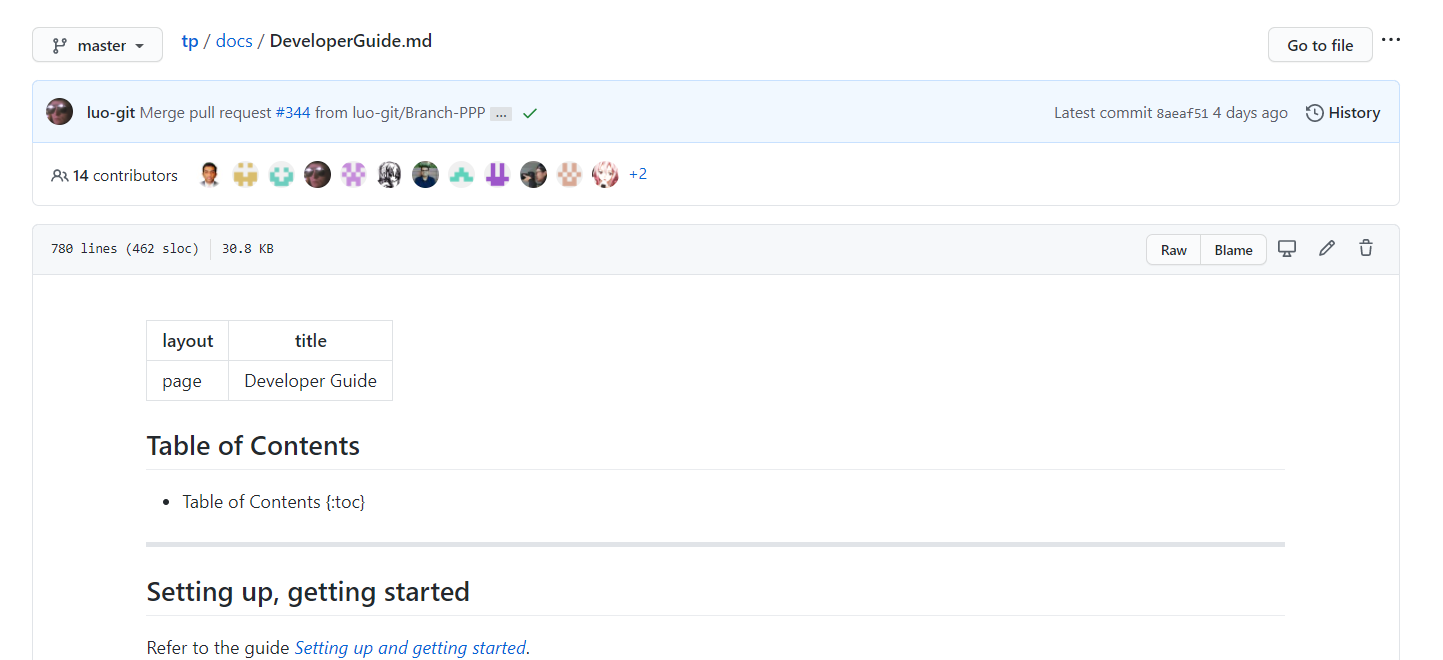 master tp / docs / DeveloperGuide.md Go to file ...
luo-git Merge pull request #344 from luo-git/Branch-PPP ... Latest commit 8aeaf51 4 days ago History
14 contributors +2
780 lines (462 sloc) 30.8 KB Raw Blame
layout title
page Developer Guide
Table of Contents
• Table of Contents {:toc}
Setting up, getting started
Refer to the guide Setting up and getting started.